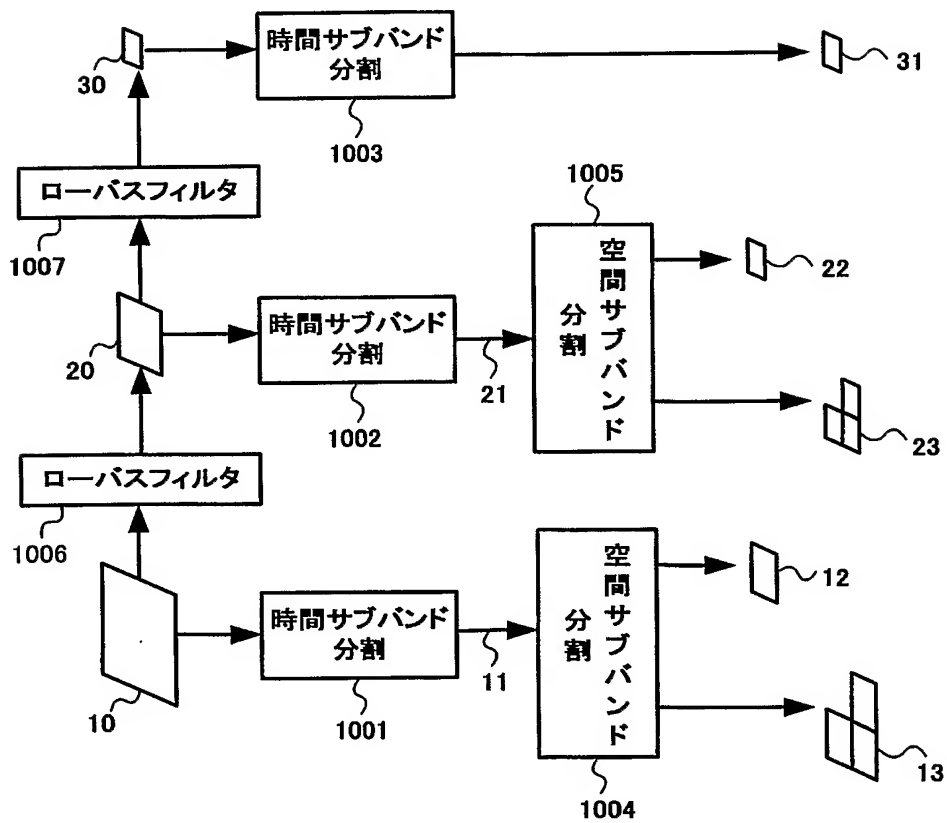 30
時間サブバンド
分割
31
1003
ローパスフィルタ
1007
1005
空間サブバンド
分割
22
20
時間サブバンド
分割
21
1002
23
ローパスフィルタ
1006
空間サブバンド
分割
12
10
時間サブバンド
分割
11
1001
13
1004